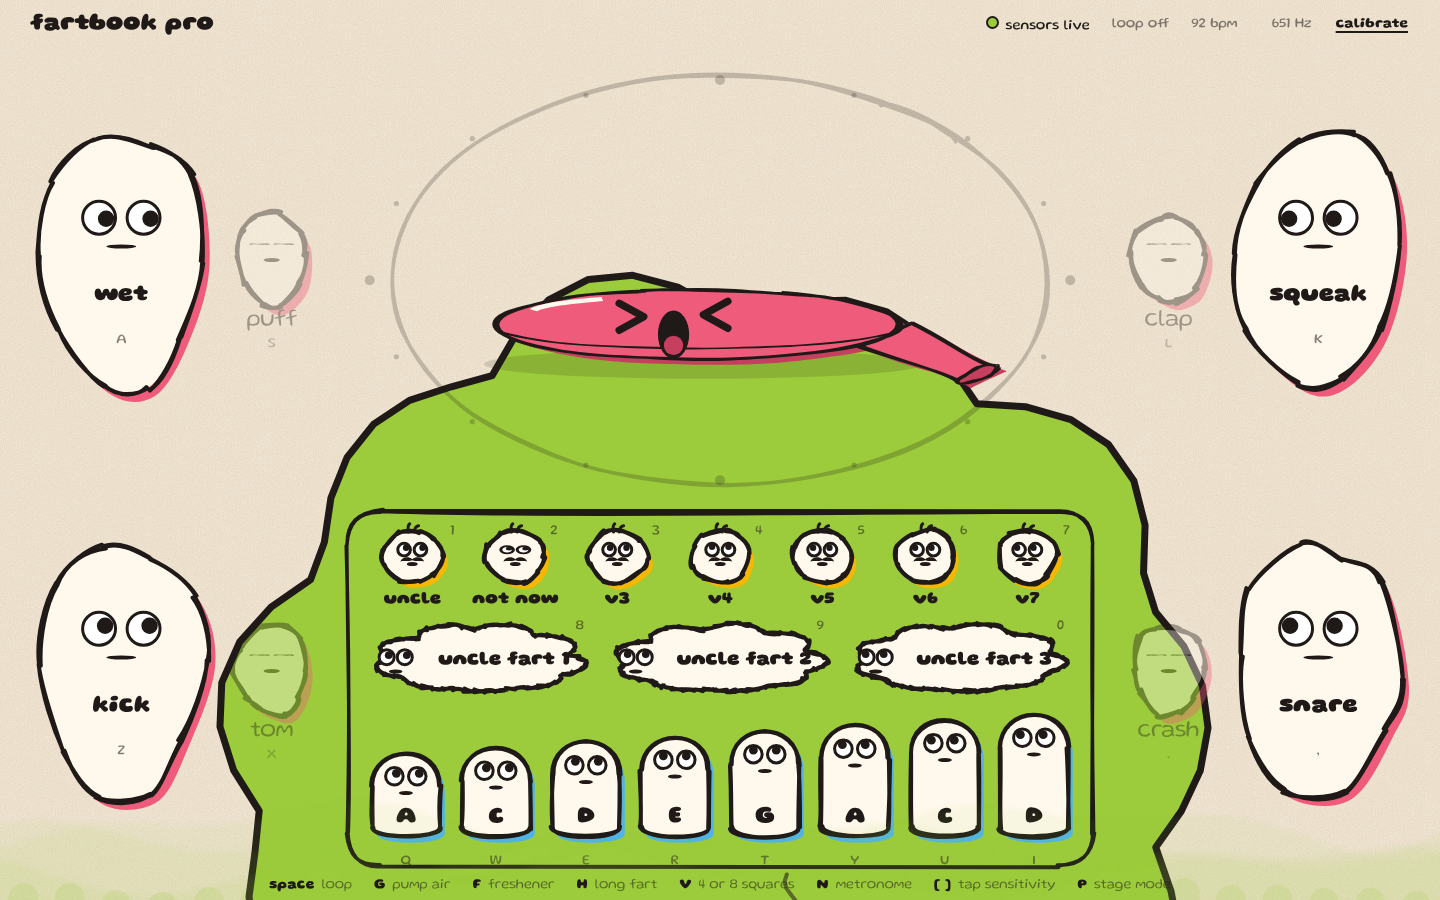 fartbook pro
sensors live loop off 92 bpm 651 Hz calibrate
wet
A
puff
S
clap
L
squeak
K
1 2 3 4 5 6 7
uncle not now v3 v4 v5 v6 v7
8 9 0
uncle fart 1 uncle fart 2 uncle fart 3
kick
Z
tom
X
crash
.
snare
,
A C D E G A C D
Q W E R T Y U I
space loop G pump air F freshener H long fart V 4 or 8 squares N metronome [ ] tap sensitivity P stage mode